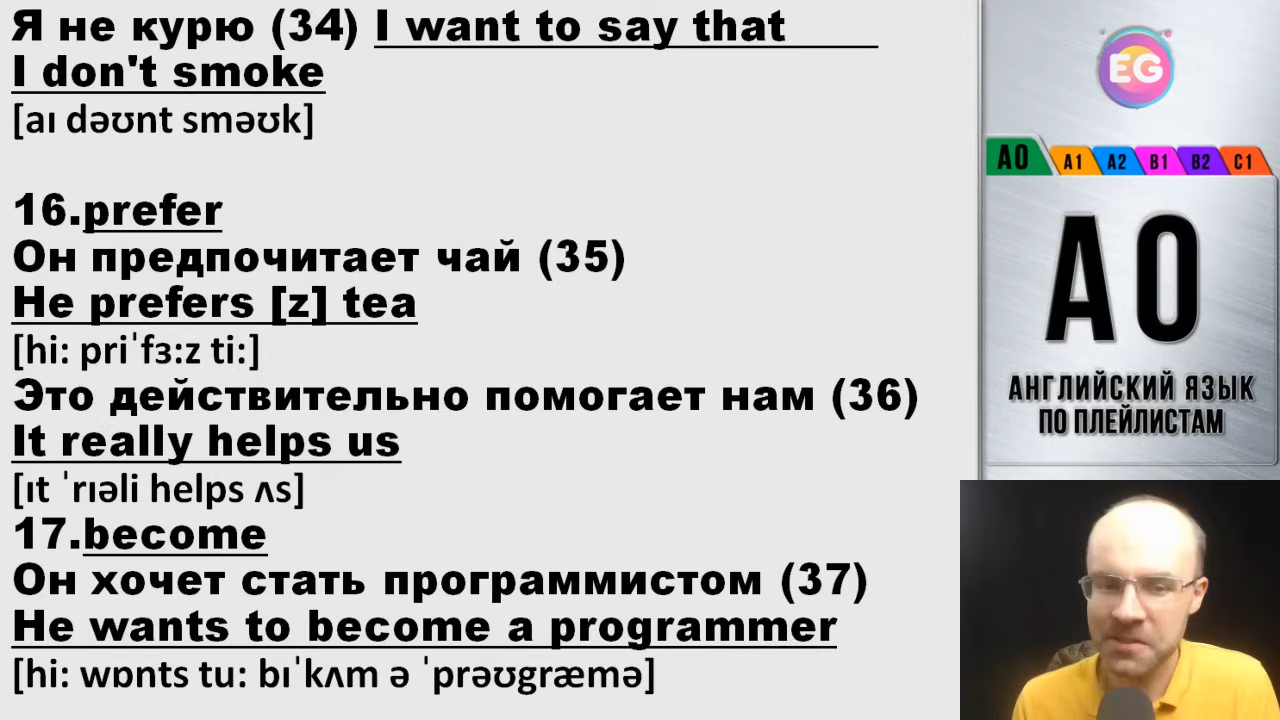 Я не курю (34) I want to say that
I don't smoke
[aɪ dəʊnt sməʊk]
16.prefer
Он предпочитает чай (35)
He prefers [z] tea
[hi: priˈfɜ:z ti:]
Это действительно помогает нам (36)
It really helps us
[ɪt ˈrɪəli helps ʌs]
17.become
Он хочет стать программистом (37)
He wants to become a programmer
[hi: wɒnts tu: bɪˈkʌm ə ˈprəʊgræmə]
EG
A0 A1 A2 B1 B2 C1
A0
АНГЛИЙСКИЙ ЯЗЫК
ПО ПЛЕЙЛИСТАМ